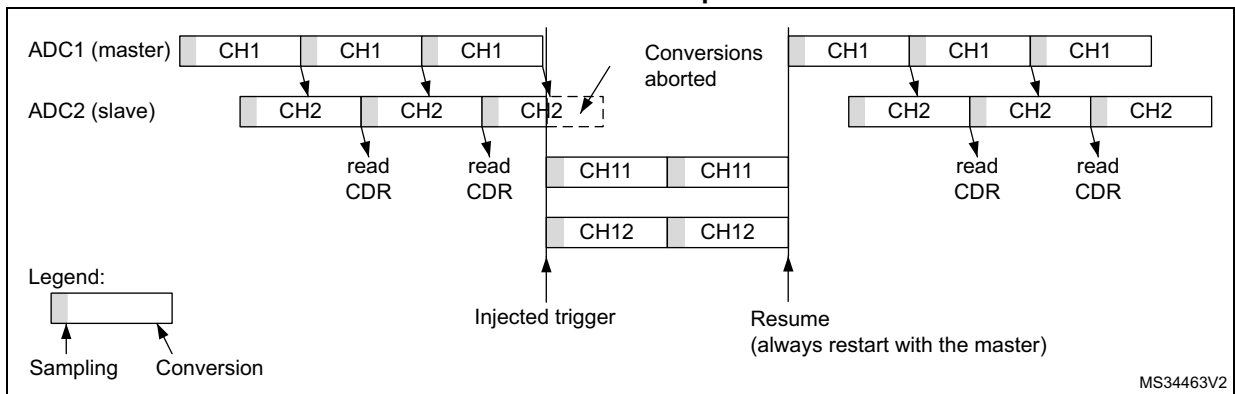 ADC1 (master) CH1 CH1 CH1 Conversions aborted CH1 CH1 CH1
ADC2 (slave) CH2 CH2 CH2 CH2 CH2 CH2
read CDR read CDR read CDR read CDR
CH11 CH11
CH12 CH12
Legend:
Injected trigger
Resume
(always restart with the master)
Sampling Conversion
MS34463V2